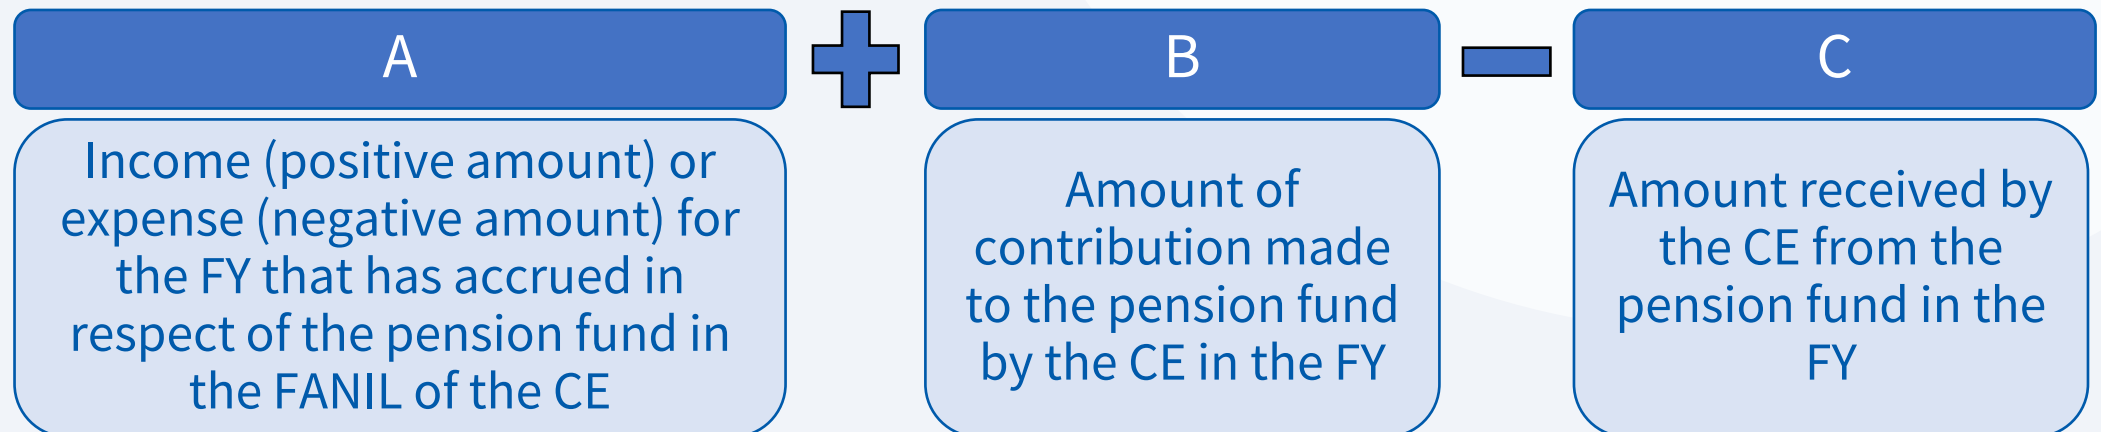 A
B
C
Income (positive amount) or
expense (negative amount) for
the FY that has accrued in
respect of the pension fund in
the FANIL of the CE
Amount of
contribution made
to the pension fund
by the CE in the FY
Amount received by
the CE from the
pension fund in the
FY